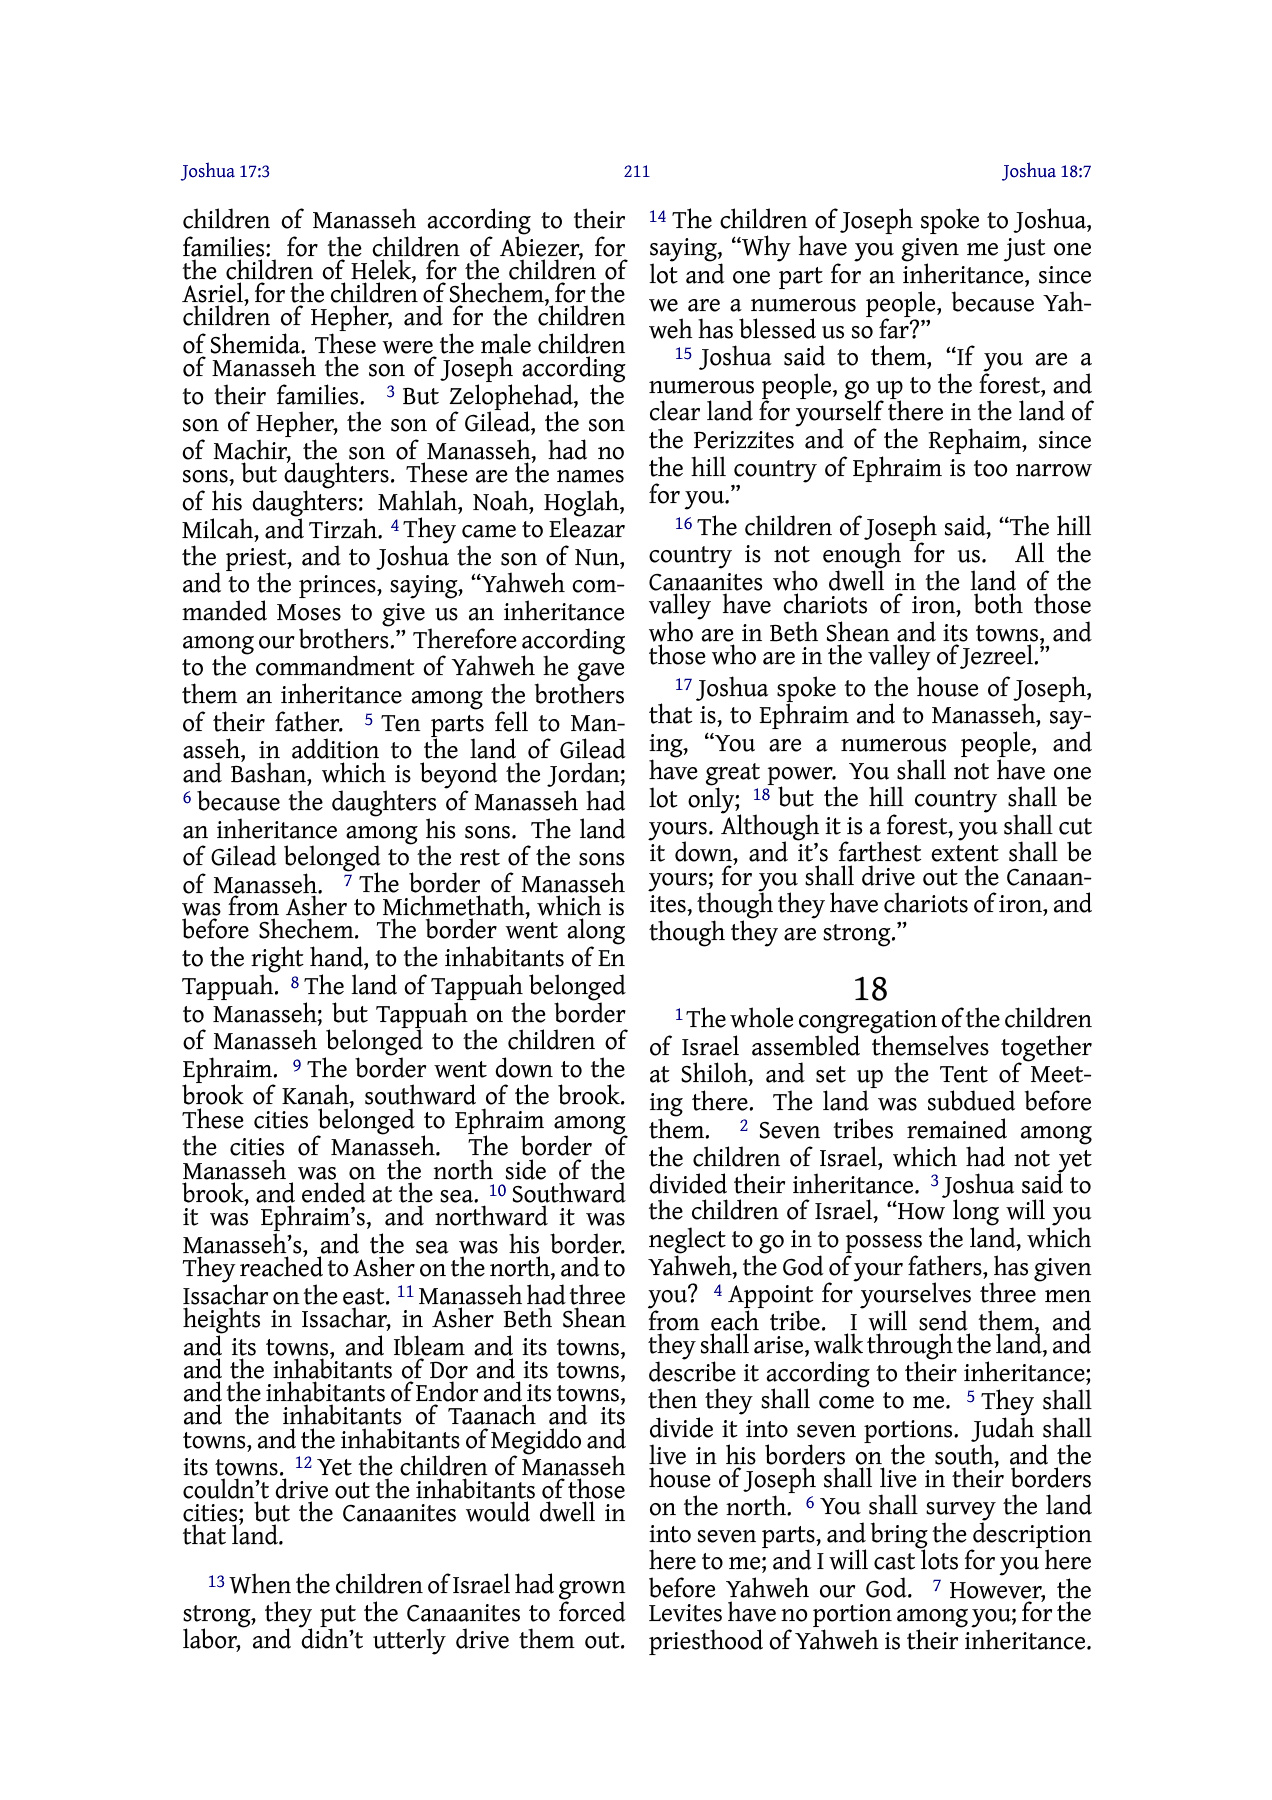 Joshua 17:3
211
Joshua 18:7
children of Manasseh according to their
families: for the children of Abiezer, for
the children of Helek, for the children of
Asriel, for the children of Shechem, for the
children of Hepher, and for the children
of Shemida. These were the male children
of Manasseh the son of Joseph according
to their families. 3 But Zelophehad, the
son of Hepher, the son of Gilead, the son
of Machir, the son of Manasseh, had no
sons, but daughters. These are the names
of his daughters: Mahlah, Noah, Hoglah,
Milcah, and Tirzah. 4 They came to Eleazar
the priest, and to Joshua the son of Nun,
and to the princes, saying, “Yahweh com-
manded Moses to give us an inheritance
among our brothers.” Therefore according
to the commandment of Yahweh he gave
them an inheritance among the brothers
of their father. 5 Ten parts fell to Man-
asseh, in addition to the land of Gilead
and Bashan, which is beyond the Jordan;
6 because the daughters of Manasseh had
an inheritance among his sons. The land
of Gilead belonged to the rest of the sons
of Manasseh. 7 The border of Manasseh
was from Asher to Michmethath, which is
before Shechem. The border went along
to the right hand, to the inhabitants of En
Tappuah. 8 The land of Tappuah belonged
to Manasseh; but Tappuah on the border
of Manasseh belonged to the children of
Ephraim. 9 The border went down to the
brook of Kanah, southward of the brook.
These cities belonged to Ephraim among
the cities of Manasseh. The border of
Manasseh was on the north side of the
brook, and ended at the sea. 10 Southward
it was Ephraim’s, and northward it was
Manasseh’s, and the sea was his border.
They reached to Asher on the north, and to
Issachar on the east. 11 Manasseh had three
heights in Issachar, in Asher Beth Shean
and its towns, and Ibleam and its towns,
and the inhabitants of Dor and its towns,
and the inhabitants of Endor and its towns,
and the inhabitants of Taanach and its
towns, and the inhabitants of Megiddo and
its towns. 12 Yet the children of Manasseh
couldn’t drive out the inhabitants of those
cities; but the Canaanites would dwell in
that land.
13 When the children of Israel had grown
strong, they put the Canaanites to forced
labor, and didn’t utterly drive them out.
14 The children of Joseph spoke to Joshua,
saying, “Why have you given me just one
lot and one part for an inheritance, since
we are a numerous people, because Yah-
weh has blessed us so far?”
15 Joshua said to them, “If you are a
numerous people, go up to the forest, and
clear land for yourself there in the land of
the Perizzites and of the Rephaim, since
the hill country of Ephraim is too narrow
for you.”
16 The children of Joseph said, “The hill
country is not enough for us. All the
Canaanites who dwell in the land of the
valley have chariots of iron, both those
who are in Beth Shean and its towns, and
those who are in the valley of Jezreel.”
17 Joshua spoke to the house of Joseph,
that is, to Ephraim and to Manasseh, say-
ing, “You are a numerous people, and
have great power. You shall not have one
lot only; 18 but the hill country shall be
yours. Although it is a forest, you shall cut
it down, and it’s farthest extent shall be
yours; for you shall drive out the Canaan-
ites, though they have chariots of iron, and
though they are strong.”
18
1 The whole congregation of the children
of Israel assembled themselves together
at Shiloh, and set up the Tent of Meet-
ing there. The land was subdued before
them. 2 Seven tribes remained among
the children of Israel, which had not yet
divided their inheritance. 3 Joshua said to
the children of Israel, “How long will you
neglect to go in to possess the land, which
Yahweh, the God of your fathers, has given
you? 4 Appoint for yourselves three men
from each tribe. I will send them, and
they shall arise, walk through the land, and
describe it according to their inheritance;
then they shall come to me. 5 They shall
divide it into seven portions. Judah shall
live in his borders on the south, and the
house of Joseph shall live in their borders
on the north. 6 You shall survey the land
into seven parts, and bring the description
here to me; and I will cast lots for you here
before Yahweh our God. 7 However, the
Levites have no portion among you; for the
priesthood of Yahweh is their inheritance.